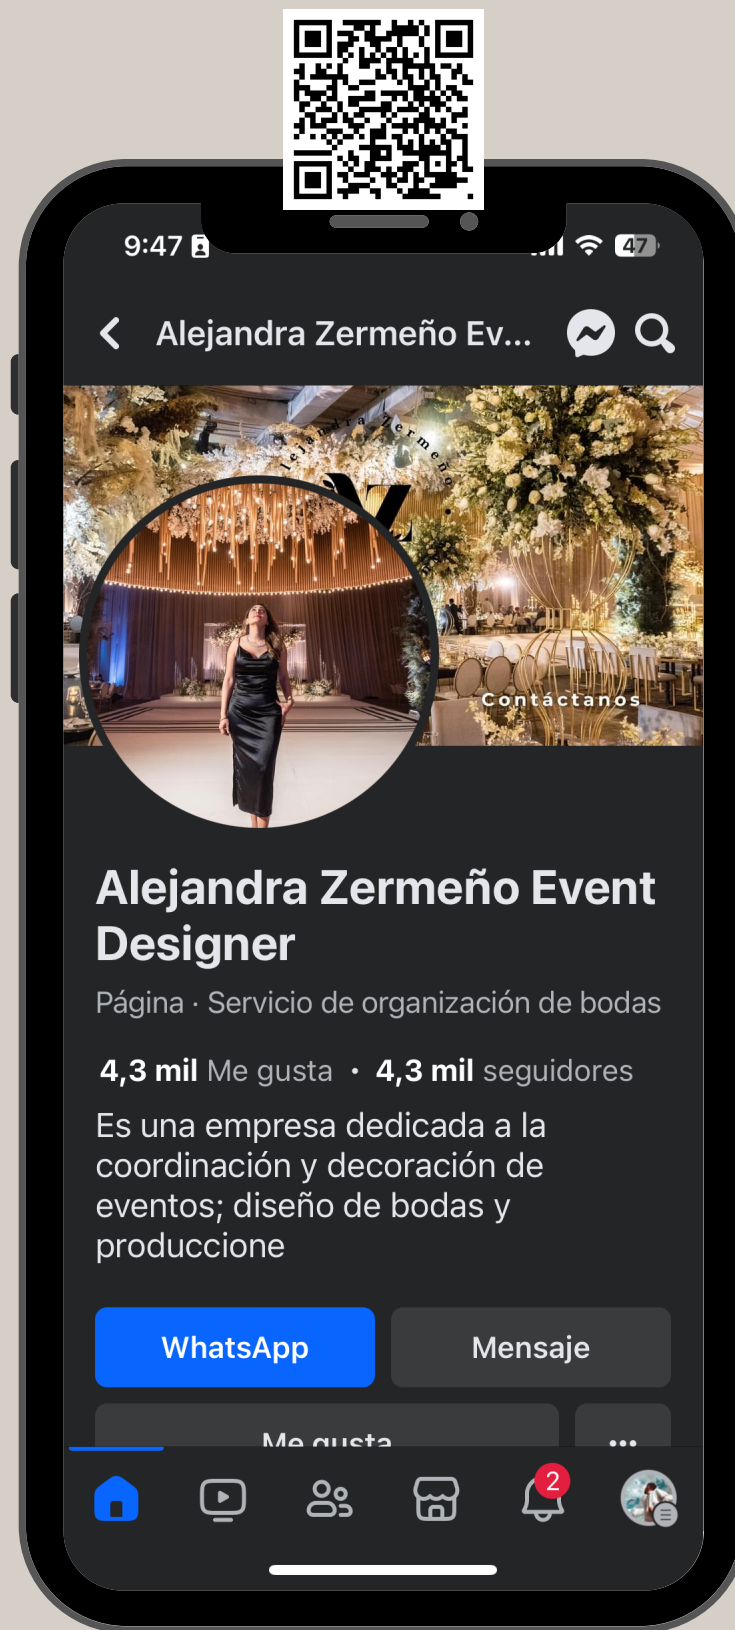 9:47
47
Alejandra Zermeño Ev...
lejandra Zermeño
Contáctanos
Alejandra Zermeño Event
Designer
Página · Servicio de organización de bodas
4,3 mil Me gusta · 4,3 mil seguidores
Es una empresa dedicada a la
coordinación y decoración de
eventos; diseño de bodas y
produccione
WhatsApp
Mensaje
Me gusta
...
2